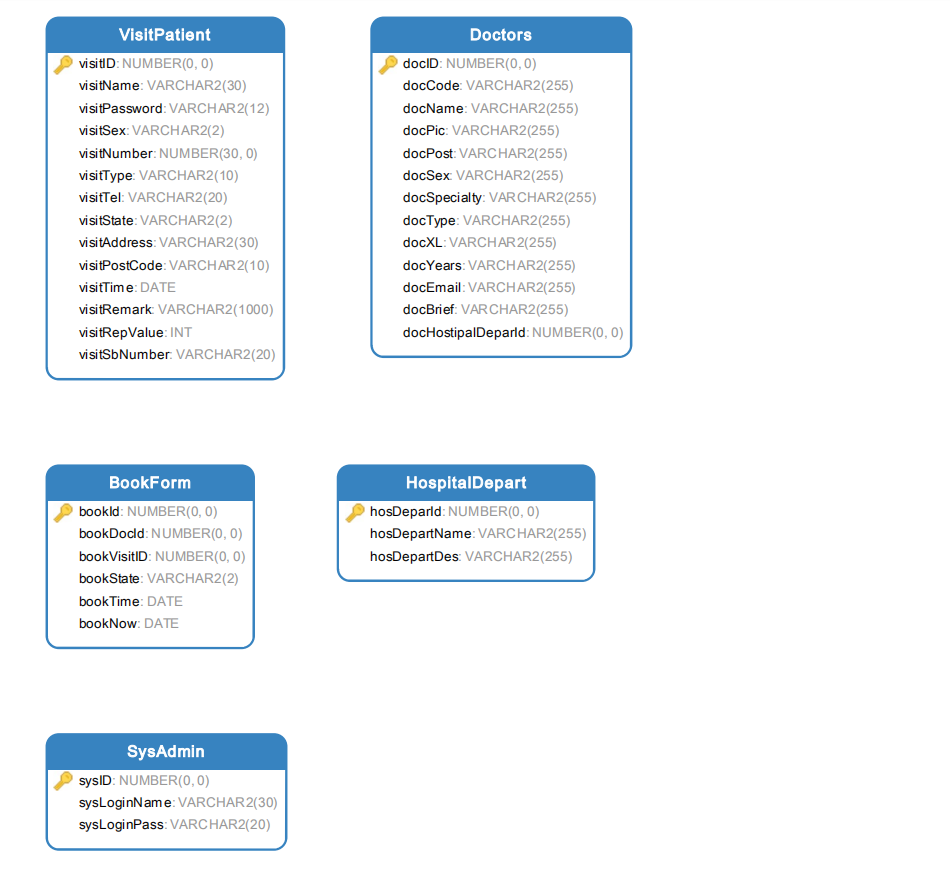 VisitPatient
visitID: NUMBER(0, 0)
visitName: VARCHAR2(30)
visitPassword: VARCHAR2(12)
visitSex: VARCHAR2(2)
visitNumber: NUMBER(30, 0)
visitType: VARCHAR2(10)
visitTel: VARCHAR2(20)
visitState: VARCHAR2(2)
visitAddress: VARCHAR2(30)
visitPostCode: VARCHAR2(10)
visitTime: DATE
visitRemark: VARCHAR2(1000)
visitRepValue: INT
visitSbNumber: VARCHAR2(20)
Doctors
docID: NUMBER(0, 0)
docCode: VARCHAR2(255)
docName: VARCHAR2(255)
docPic: VARCHAR2(255)
docPost: VARCHAR2(255)
docSex: VARCHAR2(255)
docSpecialty: VARCHAR2(255)
docType: VARCHAR2(255)
docXL: VARCHAR2(255)
docYears: VARCHAR2(255)
docEmail: VARCHAR2(255)
docBrief: VARCHAR2(255)
docHostipalDeparId: NUMBER(0, 0)
BookForm
bookId: NUMBER(0, 0)
bookDocId: NUMBER(0, 0)
bookVisitID: NUMBER(0, 0)
bookState: VARCHAR2(2)
bookTime: DATE
bookNow: DATE
HospitalDepart
hosDeparId: NUMBER(0, 0)
hosDepartName: VARCHAR2(255)
hosDepartDes: VARCHAR2(255)
SysAdmin
sysID: NUMBER(0, 0)
sysLoginName: VARCHAR2(30)
sysLoginPass: VARCHAR2(20)